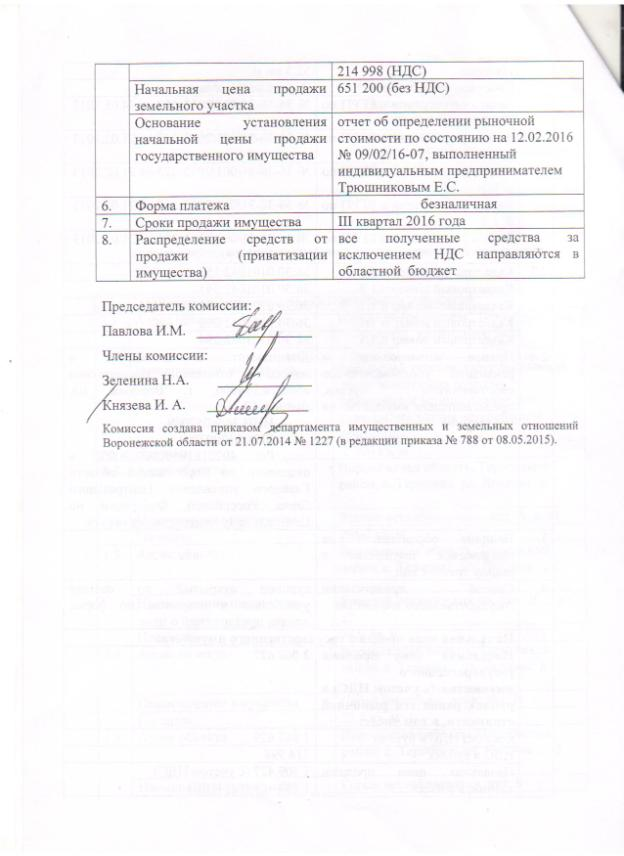 214 998 (НДС)
Начальная цена продажи земельного участка
651 200 (без НДС)
Основание установления
начальной цены продажи
государственного имущества
отчет об определении рыночной
стоимости по состоянию на 12.02.2016
№ 09/02/16-07, выполненный
индивидуальным предпринимателем
Трюшниковым Е.С.
6. Форма платежа безналичная
7. Сроки продажи имущества III квартал 2016 года
8. Распределение средств от
продажи (приватизации
имущества)
все полученные средства за
исключением НДС направляются в
областной бюджет
Председатель комиссии:
Павлова И.М.
Члены комиссии:
Зеленина Н.А.
Князева И. А.
Комиссия создана приказом департамента имущественных и земельных отношений
Воронежской области от 21.07.2014 № 1227 (в редакции приказа № 788 от 08.05.2015).